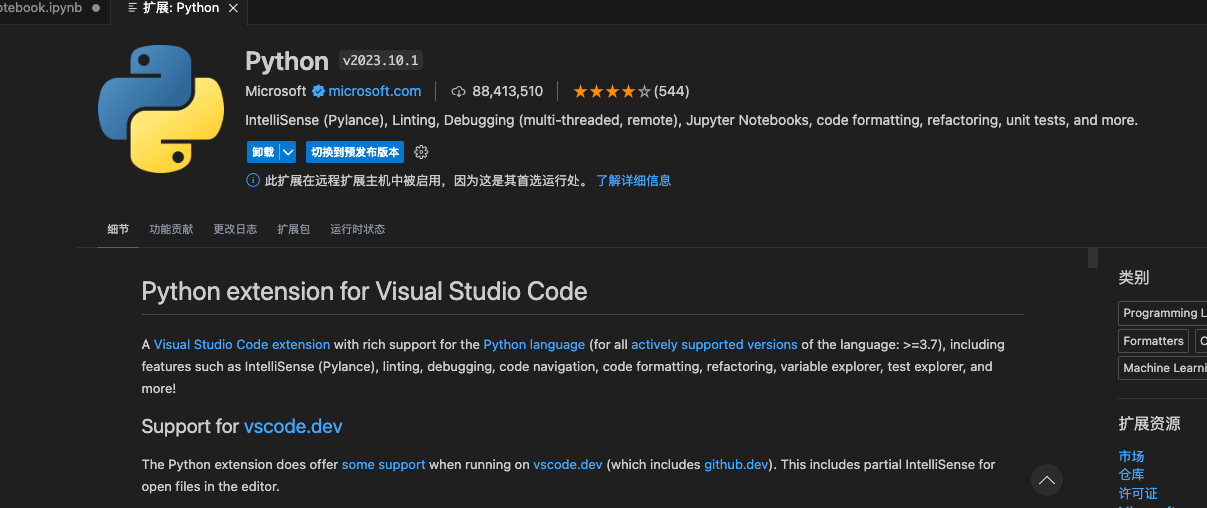 otebook.ipynb
扩展: Python
Python v2023.10.1
Microsoft microsoft.com 88,413,510 (544)
IntelliSense (Pylance), Linting, Debugging (multi-threaded, remote), Jupyter Notebooks, code formatting, refactoring, unit tests, and more.
卸载 切换到预发布版本
此扩展在远程扩展主机中被启用，因为这是其首选运行处。 了解详细信息
细节 功能贡献 更改日志 扩展包 运行时状态
Python extension for Visual Studio Code
A Visual Studio Code extension with rich support for the Python language (for all actively supported versions of the language: >=3.7), including
features such as IntelliSense (Pylance), linting, debugging, code navigation, code formatting, refactoring, variable explorer, test explorer, and
more!
Support for vscode.dev
The Python extension does offer some support when running on vscode.dev (which includes github.dev). This includes partial IntelliSense for
open files in the editor.
类别
Programming L
Formatters
Machine Learni
扩展资源
市场
仓库
许可证